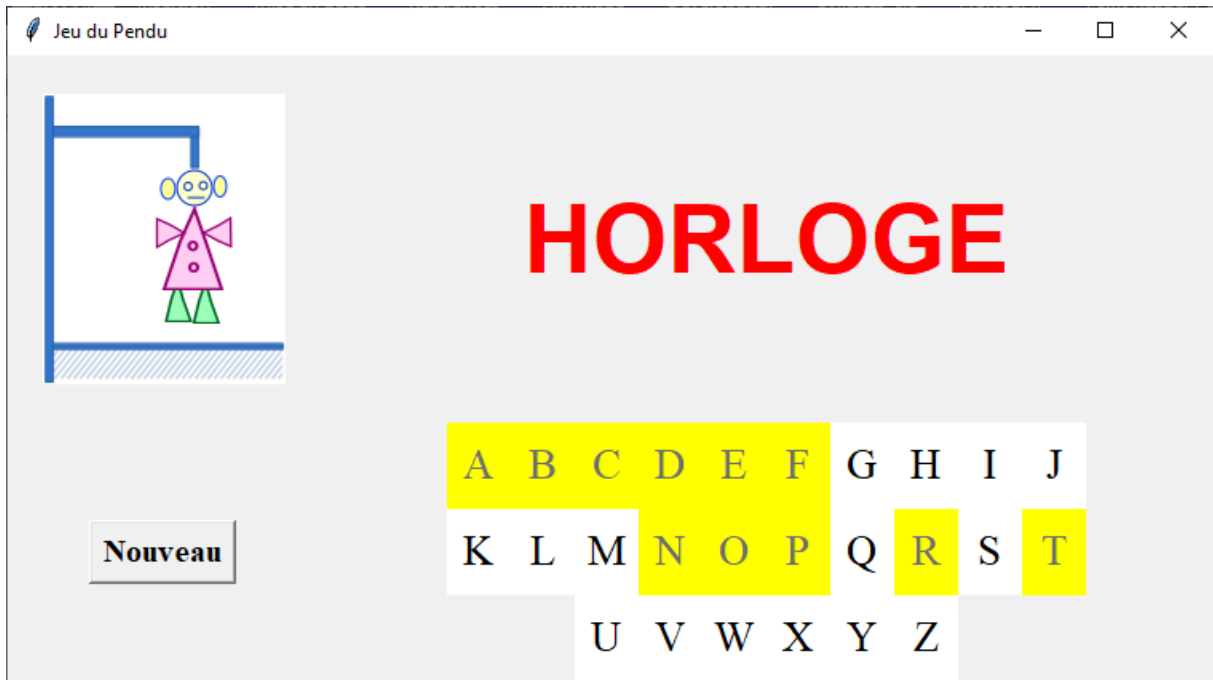 Jeu du Pendu
HORLOGE
A B C D E F G H I J
Nouveau
K L M N O P Q R S T
U V W X Y Z